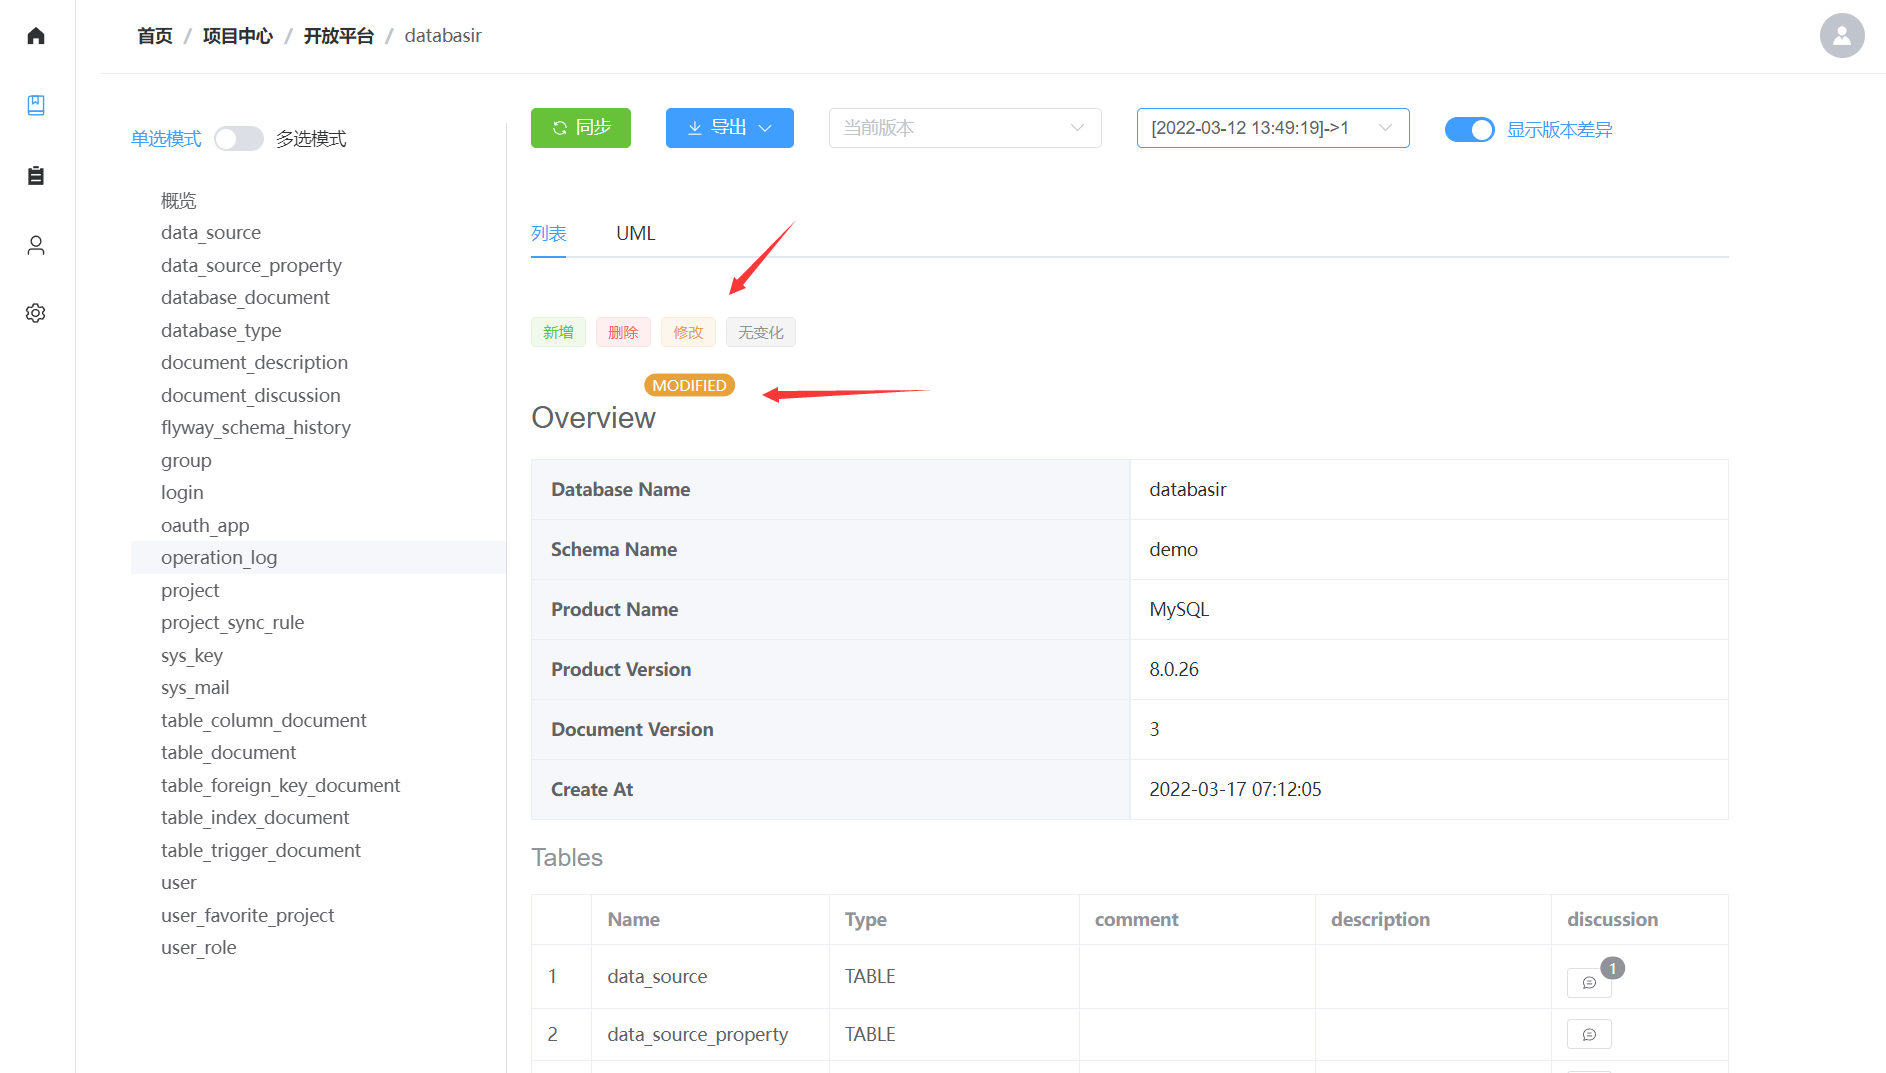 首页 / 项目中心 / 开放平台 / databasir
单选模式 多选模式
概览
data_source
data_source_property
database_document
database_type
document_description
document_discussion
flyway_schema_history
group
login
oauth_app
operation_log
project
project_sync_rule
sys_key
sys_mail
table_column_document
table_document
table_foreign_key_document
table_index_document
table_trigger_document
user
user_favorite_project
user_role
同步 导出 当前版本 [2022-03-12 13:49:19]->1 显示版本差异
列表 UML
新增 删除 修改 无变化
MODIFIED
Overview
Database Name databasir
Schema Name demo
Product Name MySQL
Product Version 8.0.26
Document Version 3
Create At 2022-03-17 07:12:05
Tables
Name Type comment description discussion
1 data_source TABLE 1
2 data_source_property TABLE